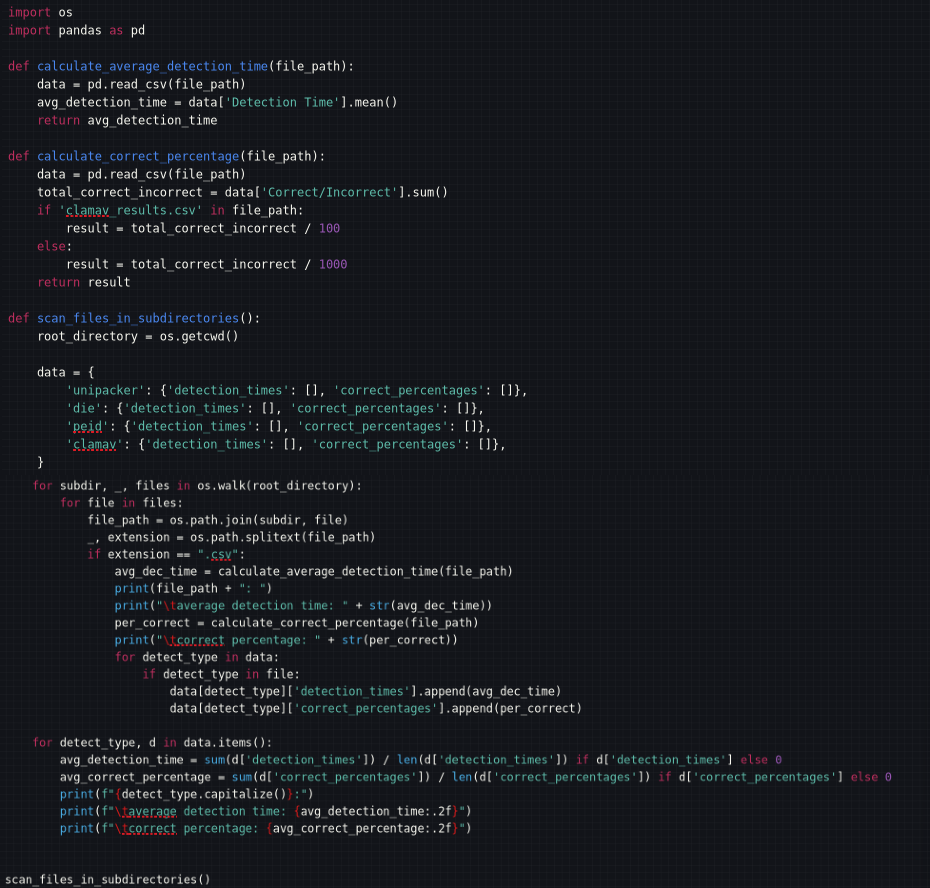 import os
import pandas as pd

def calculate_average_detection_time(file_path):
    data = pd.read_csv(file_path)
    avg_detection_time = data['Detection Time'].mean()
    return avg_detection_time

def calculate_correct_percentage(file_path):
    data = pd.read_csv(file_path)
    total_correct_incorrect = data['Correct/Incorrect'].sum()
    if 'clamav_results.csv' in file_path:
        result = total_correct_incorrect / 100
    else:
        result = total_correct_incorrect / 1000
    return result

def scan_files_in_subdirectories():
    root_directory = os.getcwd()

    data = {
        'unipacker': {'detection_times': [], 'correct_percentages': []},
        'die': {'detection_times': [], 'correct_percentages': []},
        'peid': {'detection_times': [], 'correct_percentages': []},
        'clamav': {'detection_times': [], 'correct_percentages': []},
    }
    for subdir, _, files in os.walk(root_directory):
        for file in files:
            file_path = os.path.join(subdir, file)
            _, extension = os.path.splitext(file_path)
            if extension == ".csv":
                avg_dec_time = calculate_average_detection_time(file_path)
                print(file_path + ": ")
                print("\taverage detection time: " + str(avg_dec_time))
                per_correct = calculate_correct_percentage(file_path)
                print("\tcorrect percentage: " + str(per_correct))
                for detect_type in data:
                    if detect_type in file:
                        data[detect_type]['detection_times'].append(avg_dec_time)
                        data[detect_type]['correct_percentages'].append(per_correct)

    for detect_type, d in data.items():
        avg_detection_time = sum(d['detection_times']) / len(d['detection_times']) if d['detection_times'] else 0
        avg_correct_percentage = sum(d['correct_percentages']) / len(d['correct_percentages']) if d['correct_percentages'] else 0
        print(f"{detect_type.capitalize()}:")
        print(f"\taverage detection time: {avg_detection_time:.2f}")
        print(f"\tcorrect percentage: {avg_correct_percentage:.2f}")


scan_files_in_subdirectories()